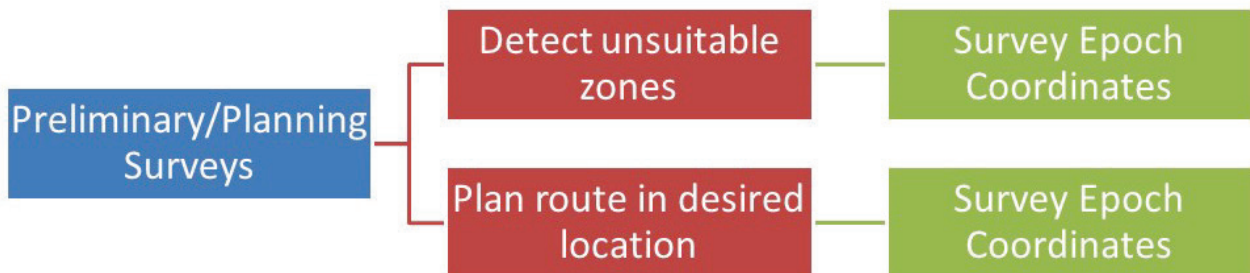 Preliminary/Planning
Surveys
Detect unsuitable
zones
Survey Epoch
Coordinates
Plan route in desired
location
Survey Epoch
Coordinates